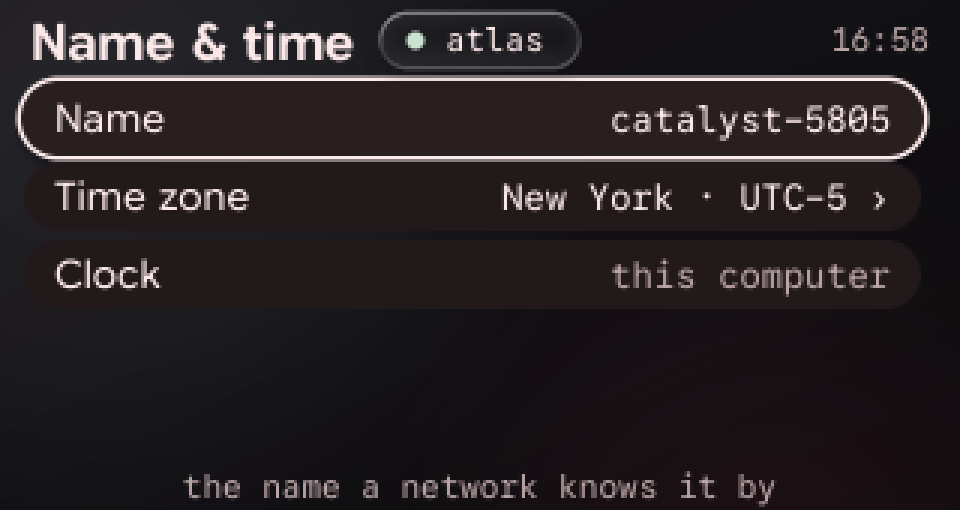 Name & time
atlas
16:58
Name
catalyst-5805
Time zone
New York · UTC-5 ›
Clock
this computer
the name a network knows it by